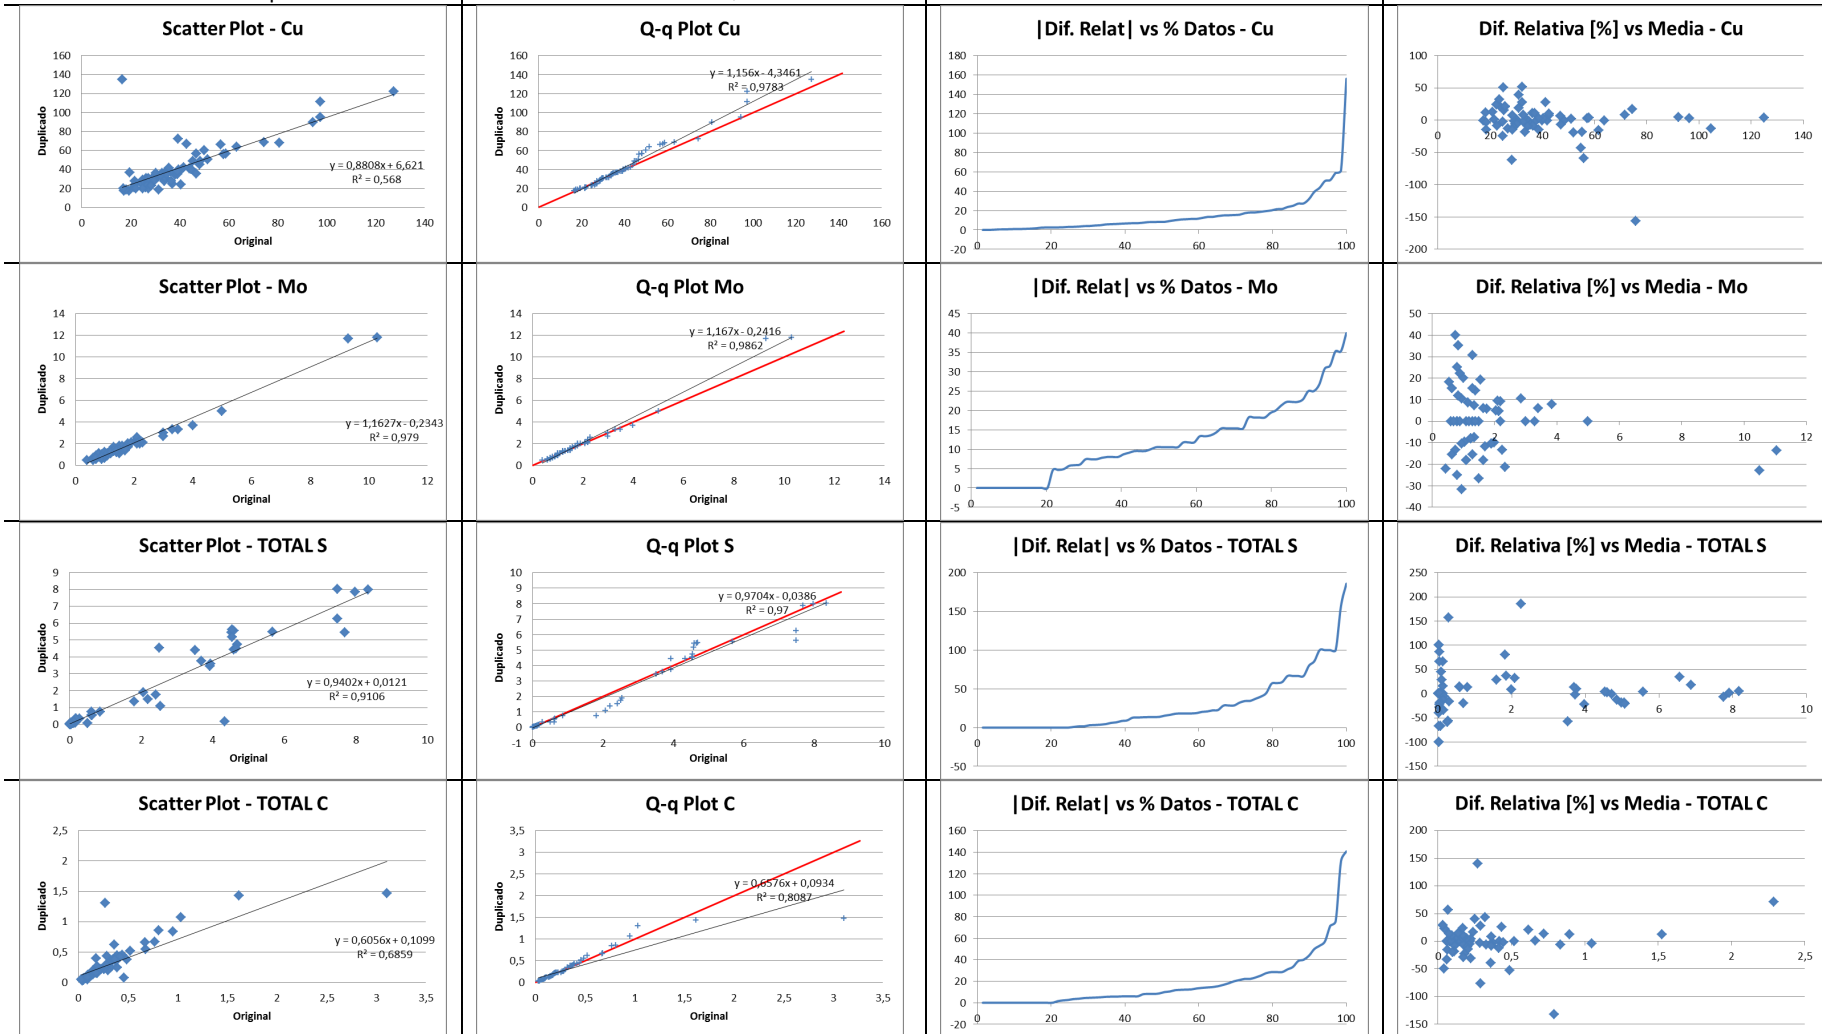 Scatter Plot - Cu
160
140
120
100
80
60
40
20
0
0 20 40 60 80 100 120 140
Duplicado
Original
y = 0,8808x + 6,621
R² = 0,568
Q-q Plot Cu
160
140
120
100
80
60
40
20
0
0 20 40 60 80 100 120 140 160
Duplicado
Original
y = 1,156x - 4,3461
R² = 0,9783
|Dif. Relat| vs % Datos - Cu
180
160
140
120
100
80
60
40
20
0
-20
0 20 40 60 80 100
Dif. Relativa [%] vs Media - Cu
100
50
0
-50
-100
-150
-200
0 20 40 60 80 100 120 140
Scatter Plot - Mo
14
12
10
8
6
4
2
0
0 2 4 6 8 10 12
Duplicado
Original
y = 1,1627x - 0,2343
R² = 0,979
Q-q Plot Mo
14
12
10
8
6
4
2
0
0 2 4 6 8 10 12 14
Duplicado
Original
y = 1,167x - 0,2416
R² = 0,9862
|Dif. Relat| vs % Datos - Mo
45
40
35
30
25
20
15
10
5
0
-5
0 20 40 60 80 100
Dif. Relativa [%] vs Media - Mo
50
40
30
20
10
0
-10
-20
-30
-40
0 2 4 6 8 10 12
Scatter Plot - TOTAL S
9
8
7
6
5
4
3
2
1
0
0 2 4 6 8 10
Duplicado
Original
y = 0,9402x + 0,0121
R² = 0,9106
Q-q Plot S
10
9
8
7
6
5
4
3
2
1
0
-1
0 2 4 6 8 10
Duplicado
Original
y = 0,9704x - 0,0386
R² = 0,97
|Dif. Relat| vs % Datos - TOTAL S
200
150
100
50
0
-50
0 20 40 60 80 100
Dif. Relativa [%] vs Media - TOTAL S
250
200
150
100
50
0
-50
-100
-150
0 2 4 6 8 10
Scatter Plot - TOTAL C
2,5
2
1,5
1
0,5
0
0 0,5 1 1,5 2 2,5 3 3,5
Duplicado
Original
y = 0,6056x + 0,1099
R² = 0,6859
Q-q Plot C
3,5
3
2,5
2
1,5
1
0,5
0
0 0,5 1 1,5 2 2,5 3 3,5
Duplicado
Original
y = 0,6576x + 0,0934
R² = 0,8087
|Dif. Relat| vs % Datos - TOTAL C
160
140
120
100
80
60
40
20
0
-20
0 20 40 60 80 100
Dif. Relativa [%] vs Media - TOTAL C
200
150
100
50
0
-50
-100
-150
0 0,5 1 1,5 2 2,5